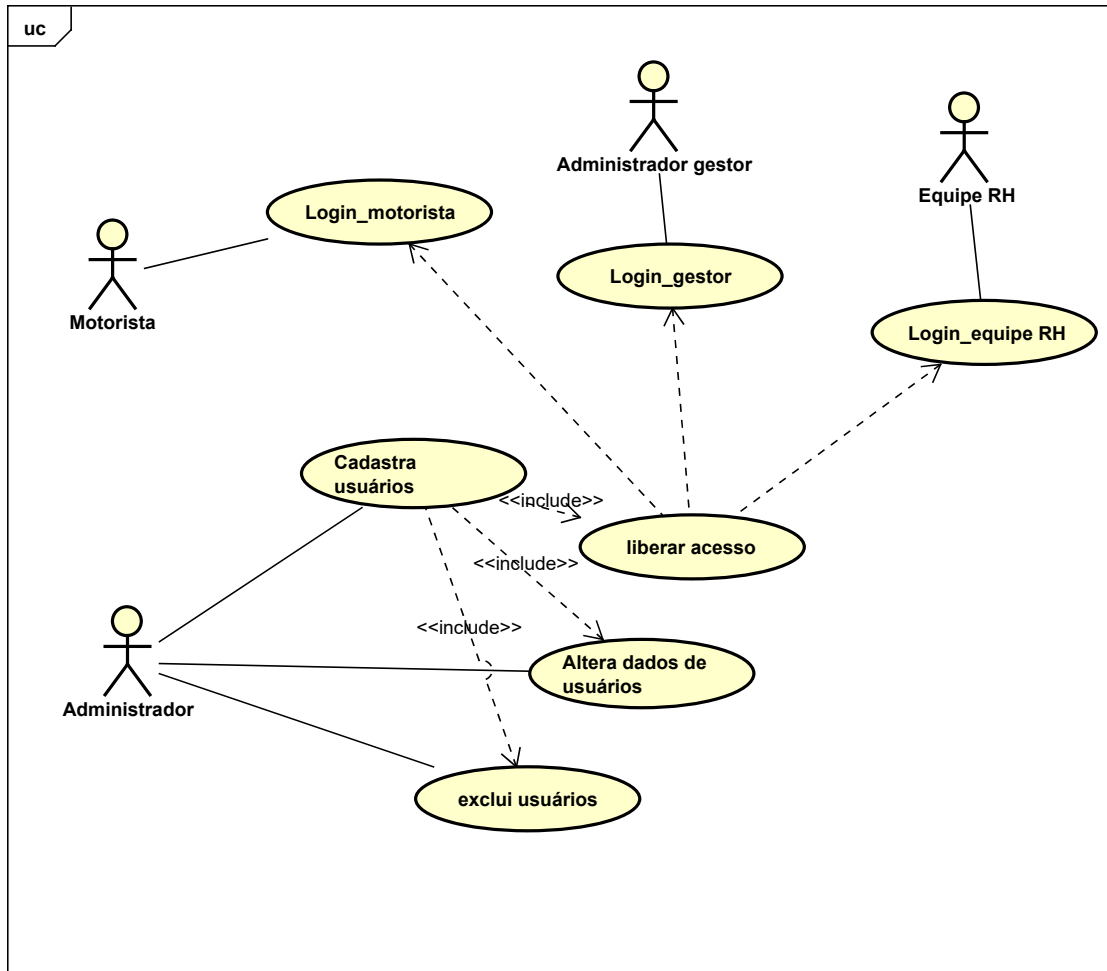 uc
Administrador gestor
Equipe RH
Login_motorista
Login_gestor
Motorista
Login_equipe RH
Cadastra
usuários
<<include>>
liberar acesso
<<include>>
<<include>>
Altera dados de
usuários
Administrador
exclui usuários